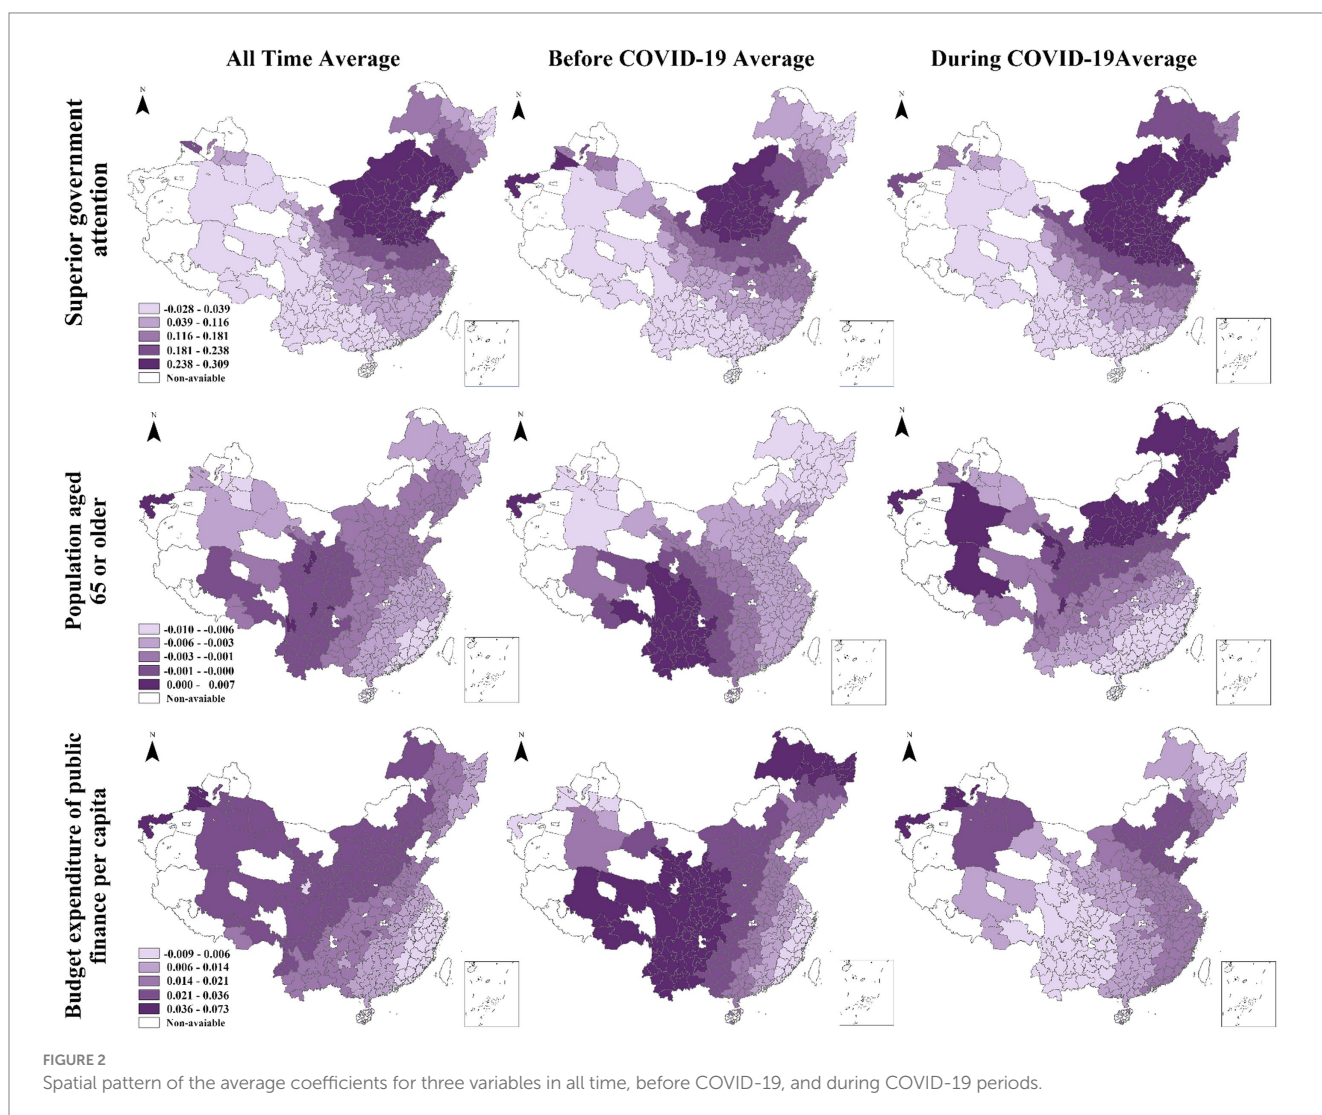 All Time Average
Before COVID-19 Average
During COVID-19Average
Superior government
attention
N
N
N
-0.028 - 0.039
0.039 - 0.116
0.116 - 0.181
0.181 - 0.238
0.238 - 0.309
Non-avaiable
Population aged
65 or older
N
N
N
-0.010 - -0.006
-0.006 - -0.003
-0.003 - -0.001
-0.001 - -0.000
0.000 - 0.007
Non-avaiable
Budget expenditure of public
finance per capita
N
N
N
-0.009 - 0.006
0.006 - 0.014
0.014 - 0.021
0.021 - 0.036
0.036 - 0.073
Non-avaiable
FIGURE 2
Spatial pattern of the average coefficients for three variables in all time, before COVID-19, and during COVID-19 periods.